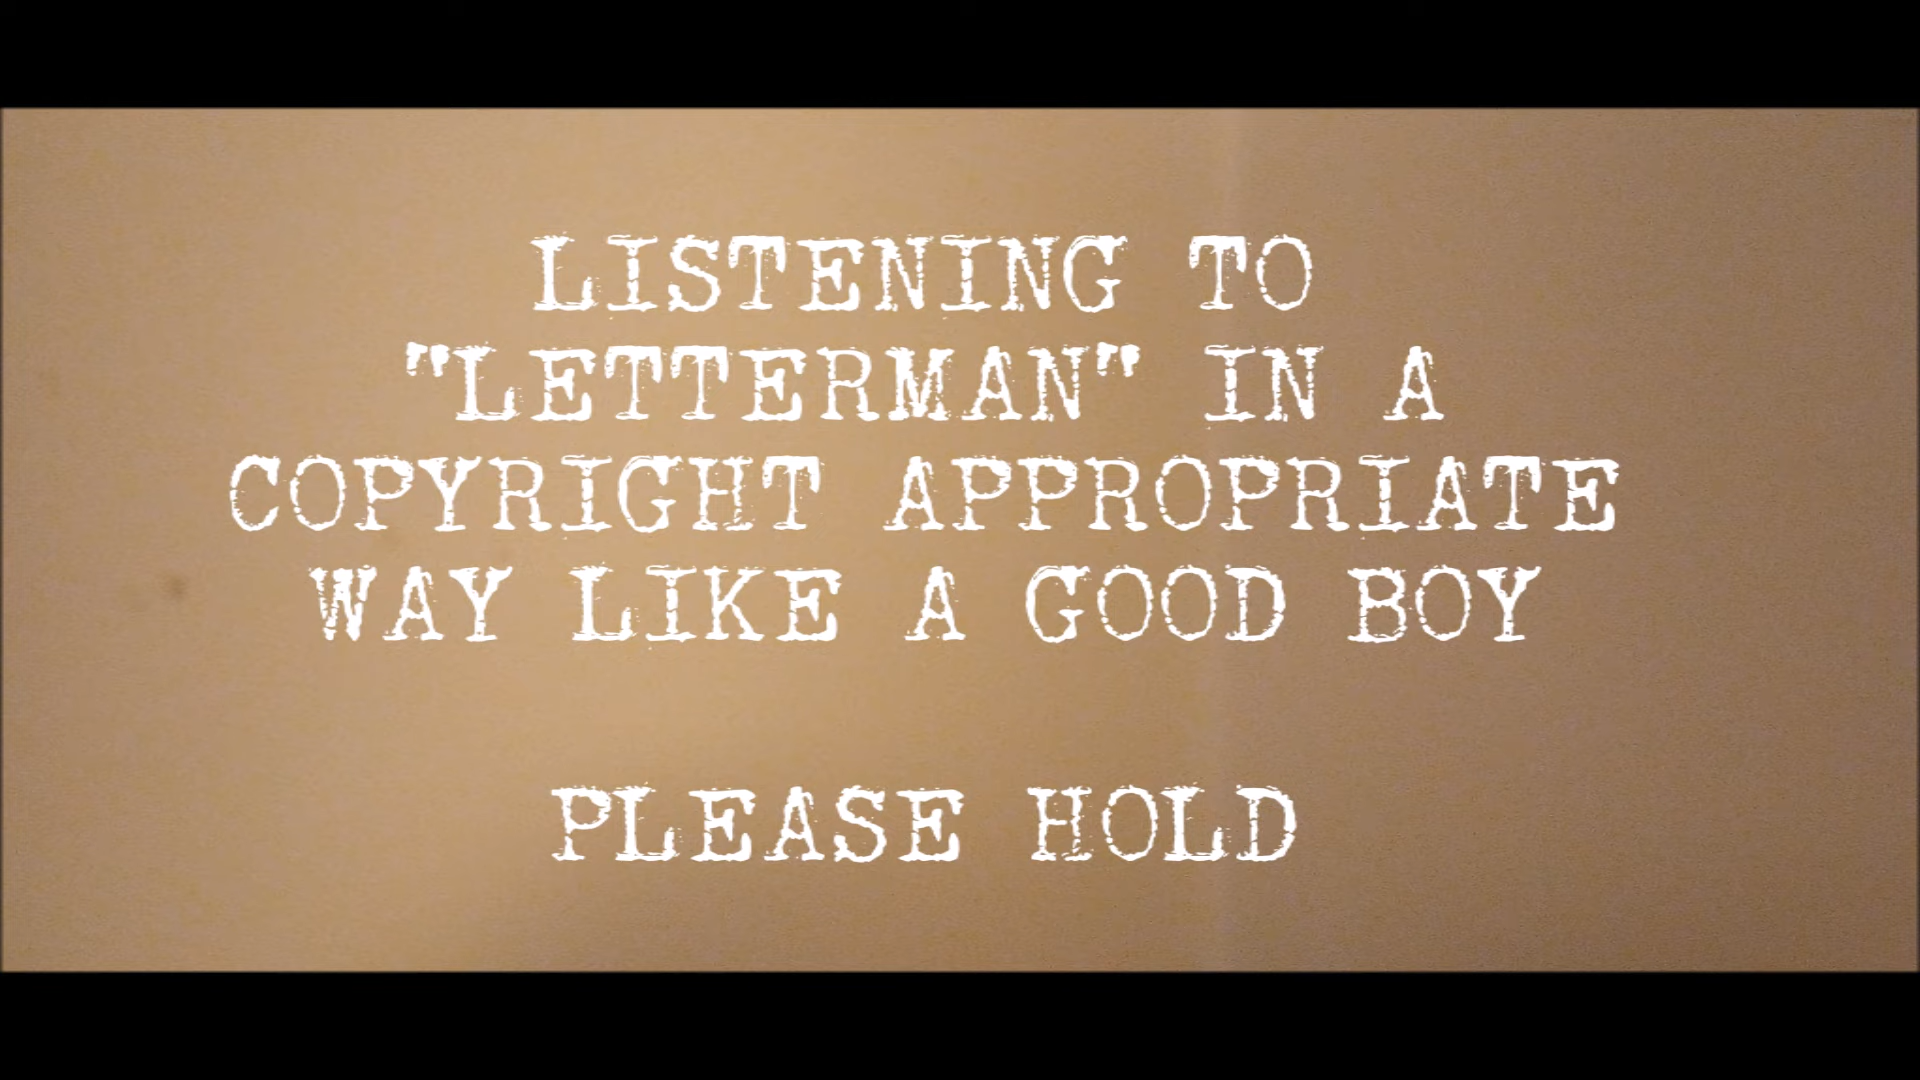 LISTENING TO
"LETTERMAN" IN A
COPYRIGHT APPROPRIATE
WAY LIKE A GOOD BOY
PLEASE HOLD